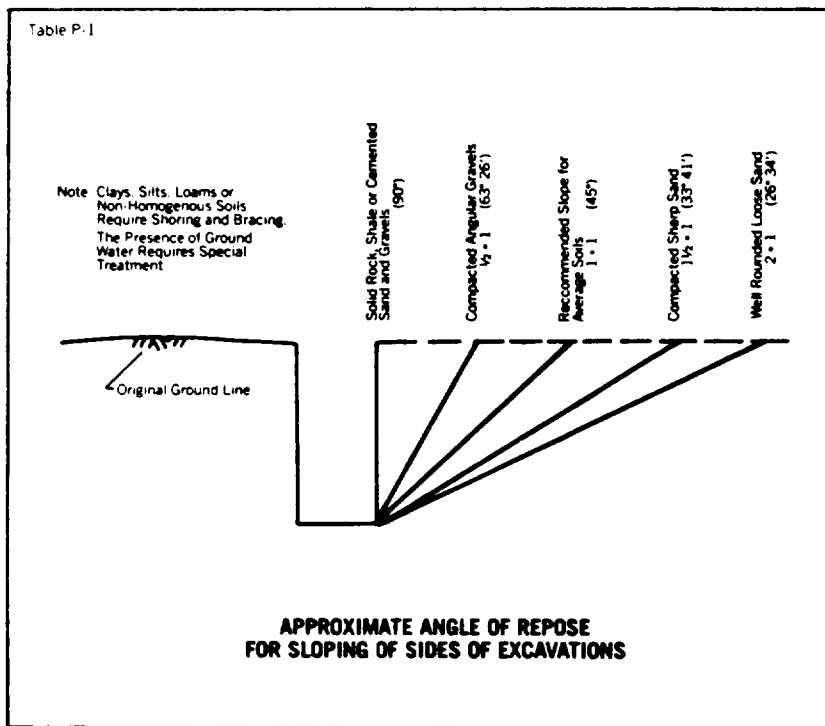 Table P-1
Note Clays. Silts. Loams or
Non-Homogenous Soils
Require Shoring and Bracing.
The Presence of Ground
Water Requires Special
Treatment
Solid Rock, Shale or Cemented
Sand and Gravels (90°)
Compacted Angular Gravels
½ • 1 (63° 26')
Reccommended Slope for
Average Soils
1 • 1 (45°)
Compacted Sharp Sand
1½ • 1 (33° 41')
Well Rounded Loose Sand
2 • 1 (26° 34')
Original Ground Line
APPROXIMATE ANGLE OF REPOSE
FOR SLOPING OF SIDES OF EXCAVATIONS